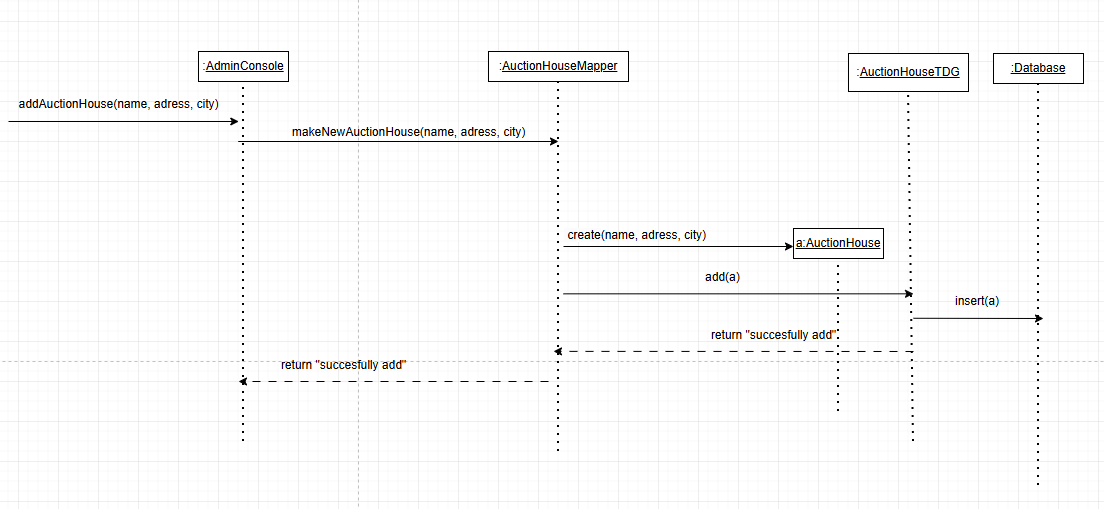 :AdminConsole
:AuctionHouseMapper
:AuctionHouseTDG
:Database
addAuctionHouse(name, adress, city)
makeNewAuctionHouse(name, adress, city)
create(name, adress, city)
a:AuctionHouse
add(a)
insert(a)
return "succesfully add"
return "succesfully add"